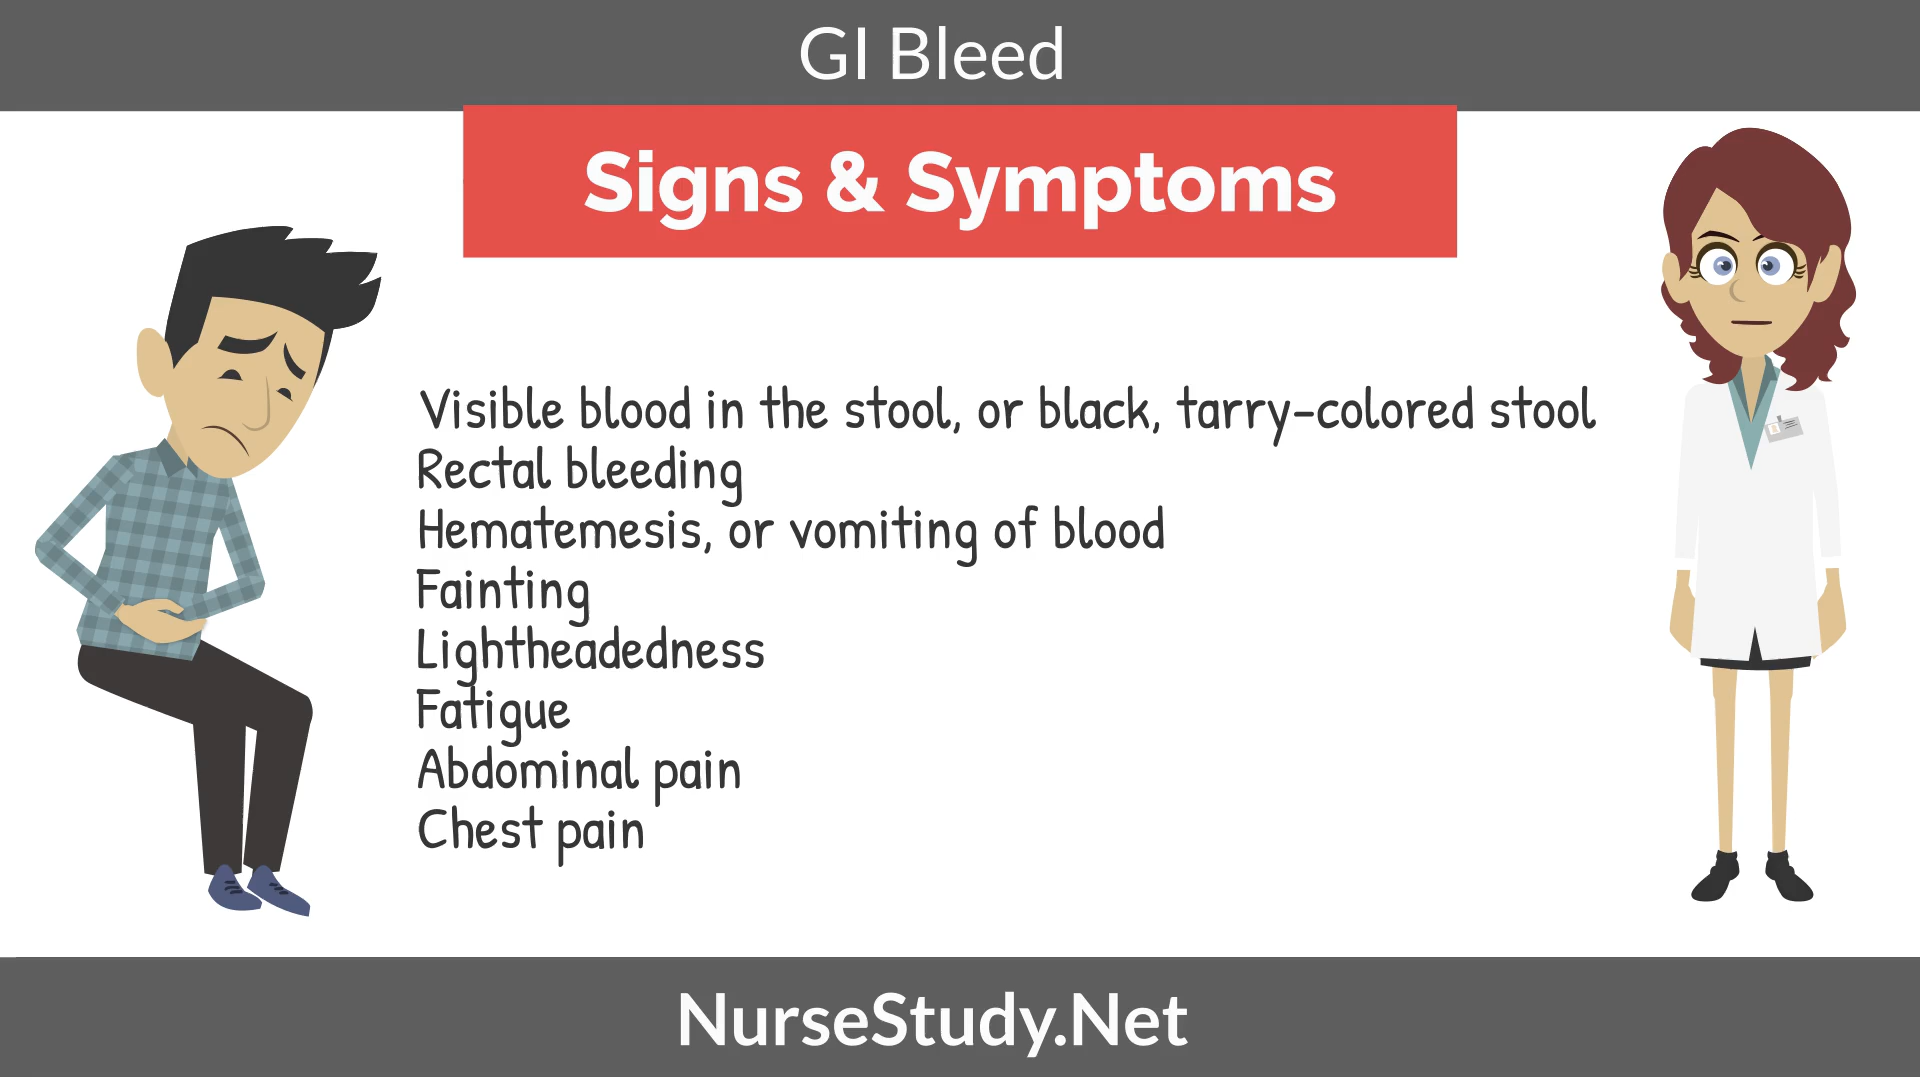 GI Bleed
Signs & Symptoms
Visible blood in the stool, or black, tarry-colored stool
Rectal bleeding
Hematemesis, or vomiting of blood
Fainting
Lightheadedness
Fatigue
Abdominal pain
Chest pain
NurseStudy.Net